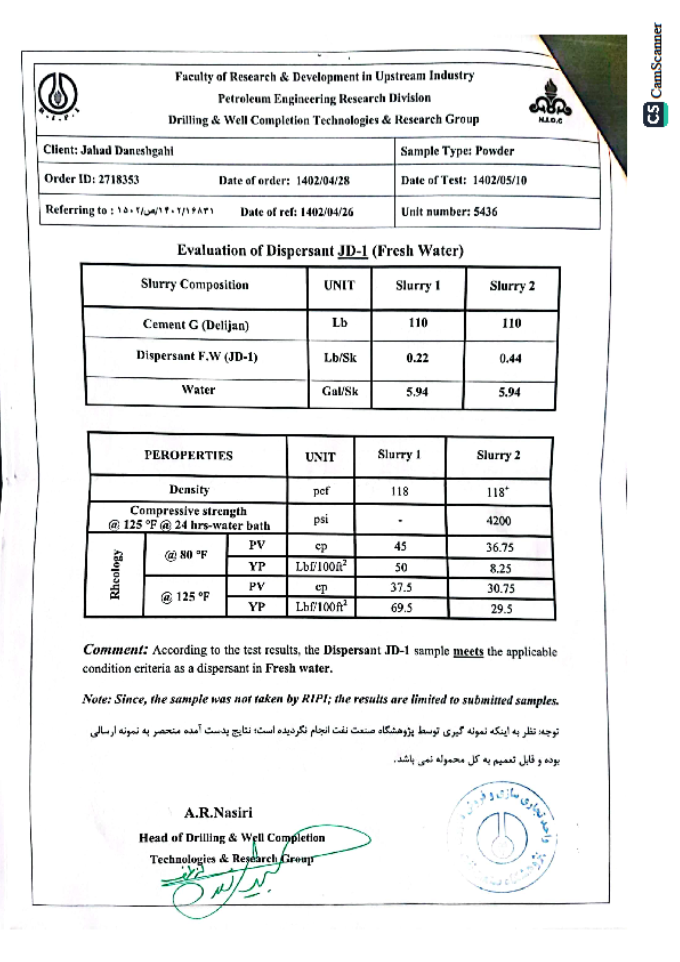 CS CamScanner
Faculty of Research & Development in Upstream Industry
Petroleum Engineering Research Division
Drilling & Well Completion Technologies & Research Group
R.I.P.I
N.I.O.C
Client: Jahad Daneshgahi
Sample Type: Powder
Order ID: 2718353 Date of order: 1402/04/28 Date of Test: 1402/05/10
Referring to : ۱۵۰۲/ص/۱۴۰۲/۱۶۸۳۱ Date of ref: 1402/04/26 Unit number: 5436
Evaluation of Dispersant JD-1 (Fresh Water)
Slurry Composition UNIT Slurry 1 Slurry 2
Cement G (Delijan) Lb 110 110
Dispersant F.W (JD-1) Lb/Sk 0.22 0.44
Water Gal/Sk 5.94 5.94
PEROPERTIES UNIT Slurry 1 Slurry 2
Density pcf 118 118⁺
Compressive strength
@ 125 °F @ 24 hrs-water bath psi - 4200
Rheology
@ 80 °F PV cp 45 36.75
YP Lbf/100ft² 50 8.25
@ 125 °F PV cp 37.5 30.75
YP Lbf/100ft² 69.5 29.5
Comment: According to the test results, the Dispersant JD-1 sample meets the applicable
condition criteria as a dispersant in Fresh water.
Note: Since, the sample was not taken by RIPI; the results are limited to submitted samples.
توجه: نظر به اینکه نمونه گیری توسط پژوهشگاه صنعت نفت انجام نگردیده است؛ نتایج بدست آمده منحصر به نمونه ارسالی
بوده و قابل تعمیم به کل محموله نمی باشد.
A.R.Nasiri
Head of Drilling & Well Completion
Technologies & Research Group
واحد تجاری سازی و فروش